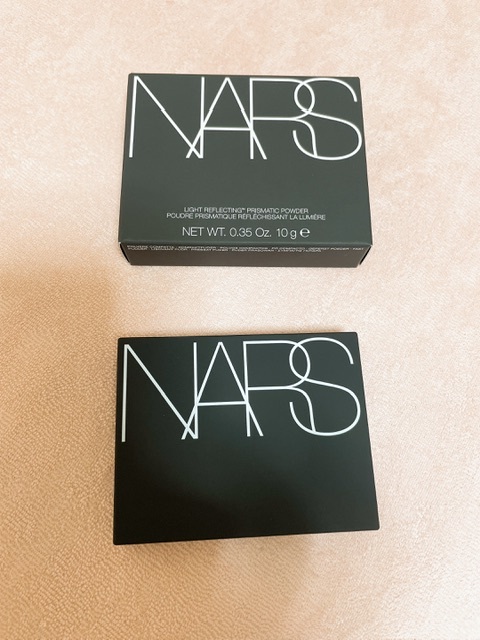 NARS
LIGHT REFLECTING™ PRISMATIC POWDER
POUDRE PRISMATIQUE RÉFLÉCHISSANT LA LUMIÈRE
NET WT. 0.35 Oz. 10 g ℮
NARS